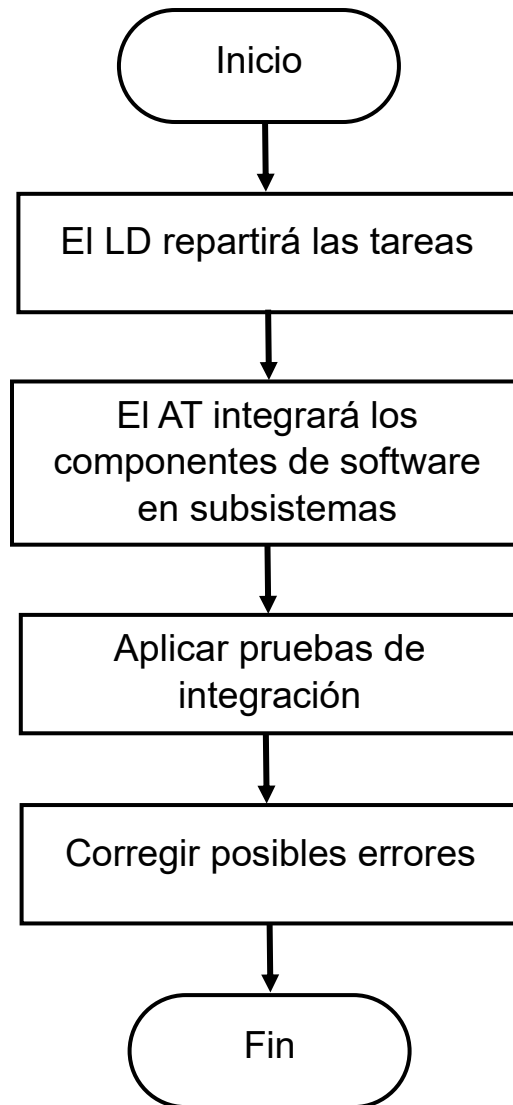 Inicio
El LD repartirá las tareas
El AT integrará los
componentes de software
en subsistemas
Aplicar pruebas de
integración
Corregir posibles errores
Fin